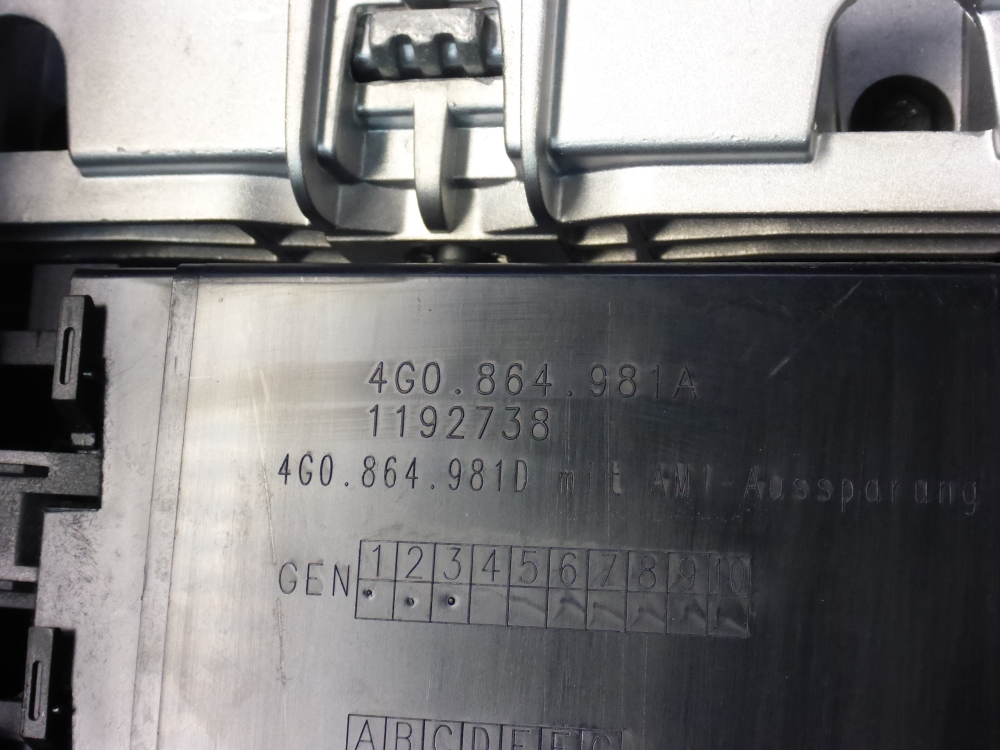 4G0.864.981A
1192738
4G0.864.981D mit AMI-Aussparung
GEN 1 2 3 4 5 6 7 8 9 10
A B C D E F G